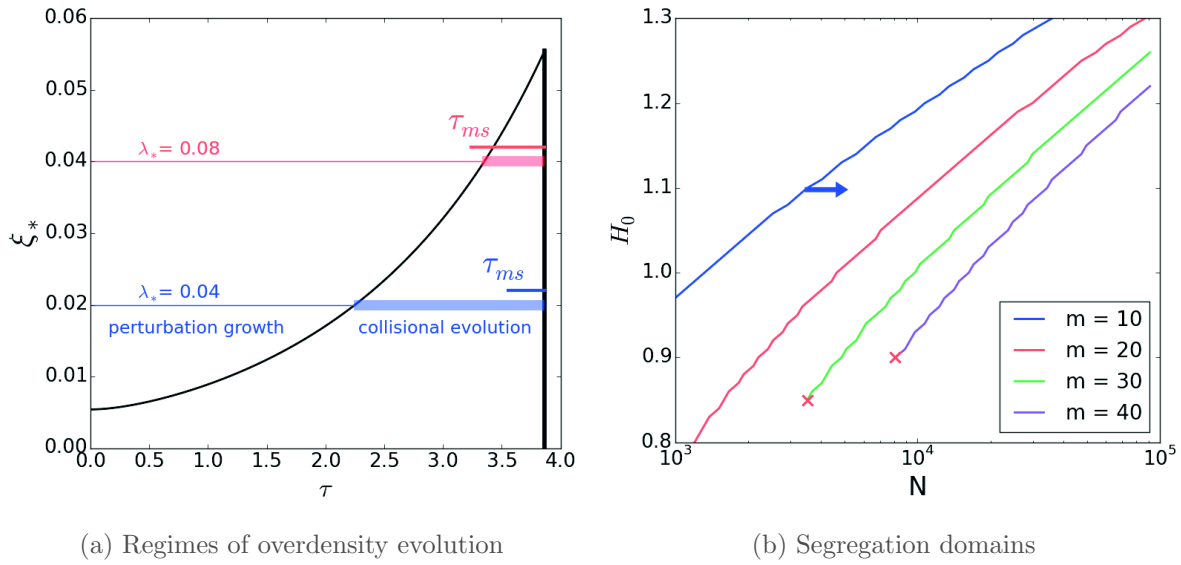 0.06
0.05
0.04
0.03
0.02
0.01
0.00
ξ*
τms
λ* = 0.08
τms
λ* = 0.04
perturbation growth
collisional evolution
0.0 0.5 1.0 1.5 2.0 2.5 3.0 3.5 4.0
τ
(a) Regimes of overdensity evolution
1.3
1.2
1.1
1.0
0.9
0.8
H0
m = 10
m = 20
m = 30
m = 40
10^3 10^4 10^5
N
(b) Segregation domains